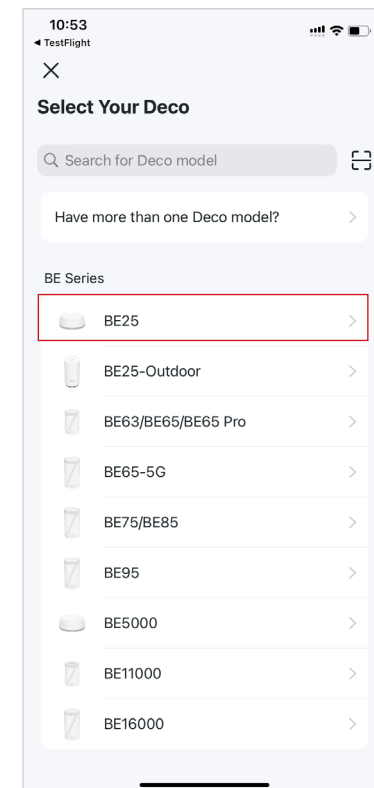 10:53
◀ TestFlight
Select Your Deco
Search for Deco model
Have more than one Deco model?
BE Series
BE25
BE25-Outdoor
BE63/BE65/BE65 Pro
BE65-5G
BE75/BE85
BE95
BE5000
BE11000
BE16000